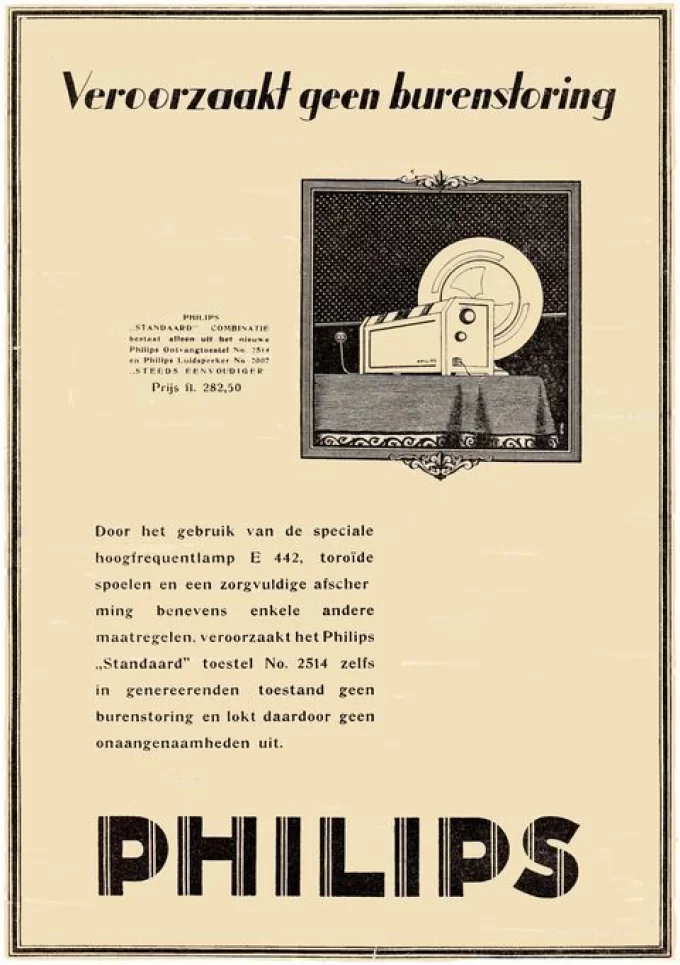 Veroorzaakt geen burenstoring
PHILIPS
„STANDAARD” COMBINATIE
bestaat alleen uit het nieuwe
Philips Ontvangtoestel No. 2514
en Philips Luidspreker No. 2007
„STEEDS EENVOUDIGER
Prijs fl. 282,50
PHILIPS
Door het gebruik van de speciale
hoogfrequentlamp E 442, toroïde
spoelen en een zorgvuldige afscher
ming benevens enkele andere
maatregelen, veroorzaakt het Philips
„Standaard” toestel No. 2514 zelfs
in genereerenden toestand geen
burenstoring en lokt daardoor geen
onaangenaamheden uit.
PHILIPS